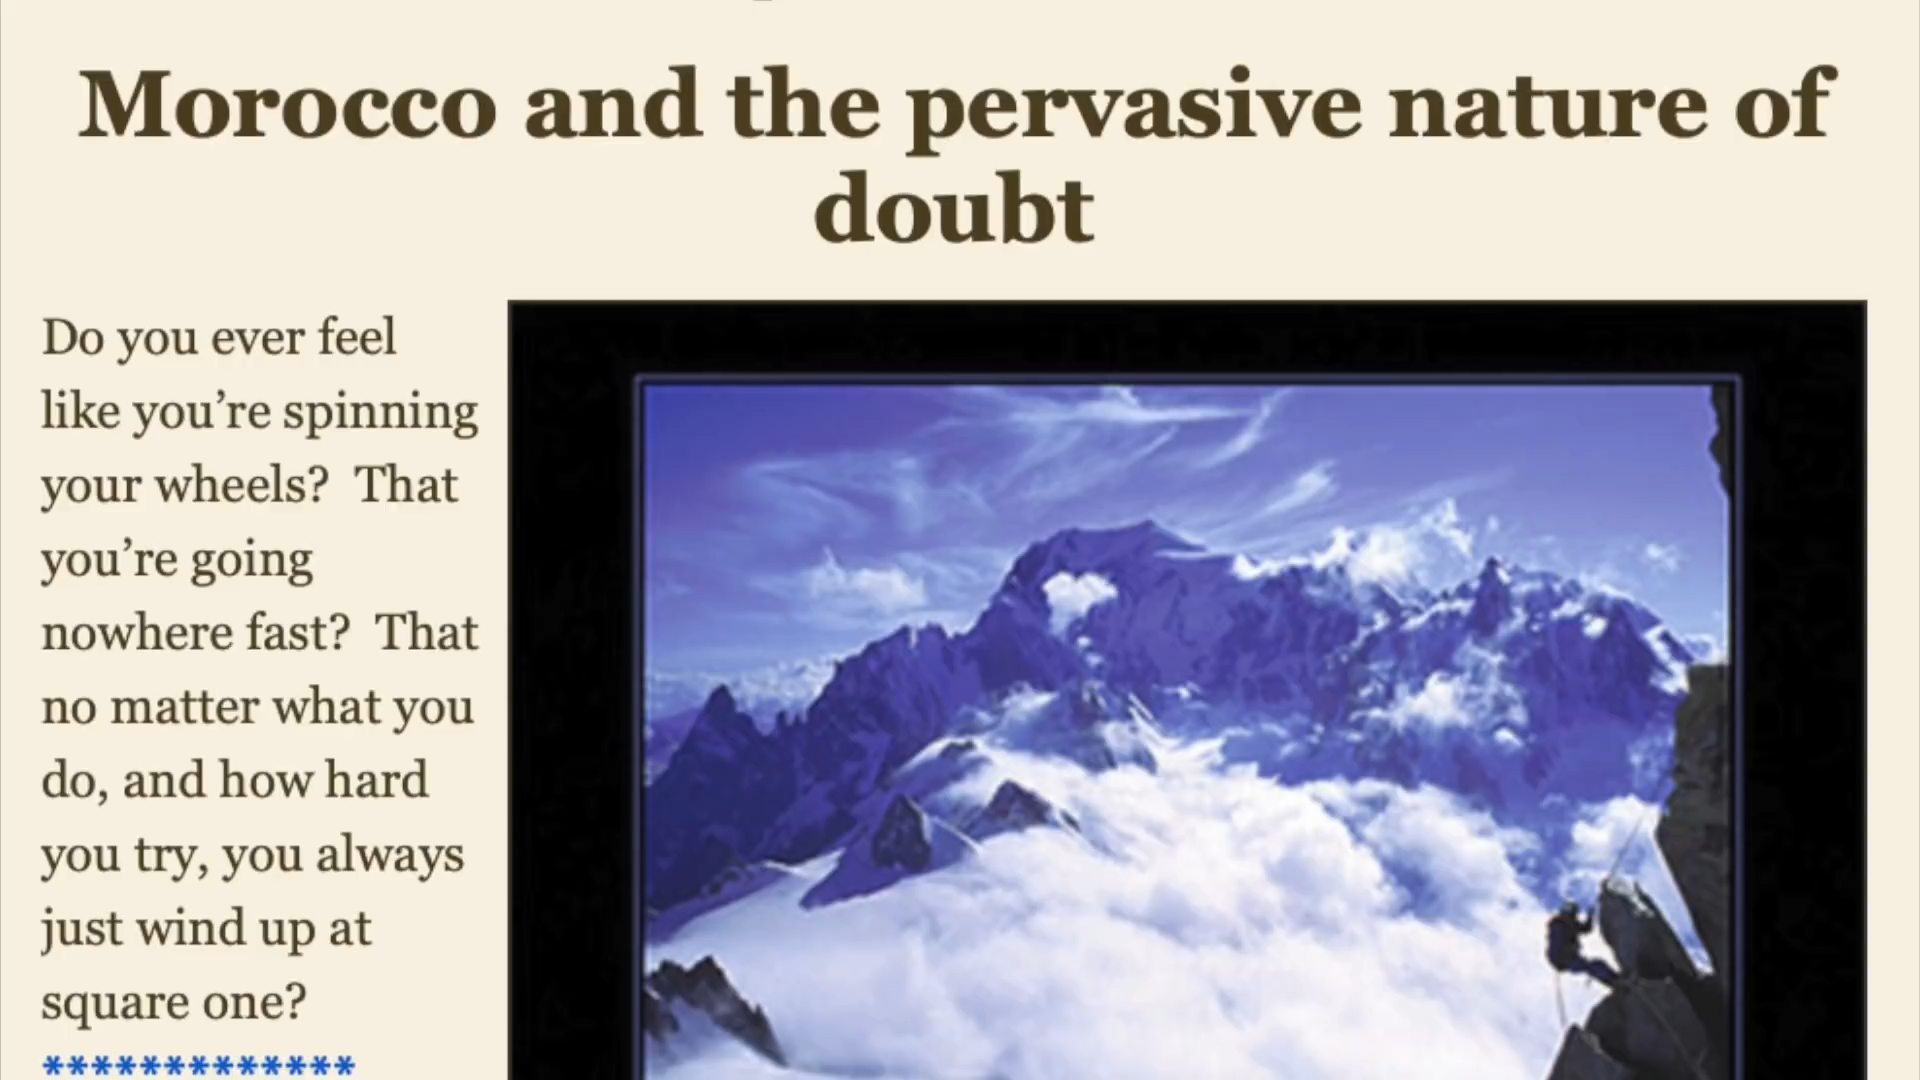 Morocco and the pervasive nature of
doubt
Do you ever feel
like you’re spinning
your wheels?  That
you’re going
nowhere fast?  That
no matter what you
do, and how hard
you try, you always
just wind up at
square one?
*************